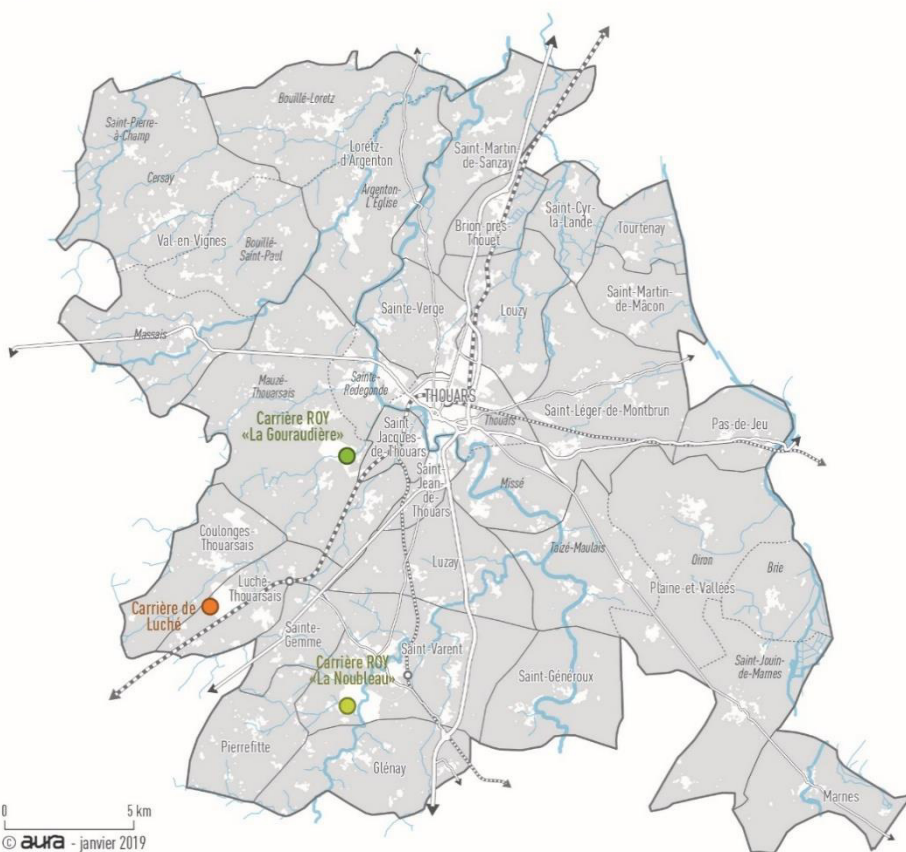 Saint-Pierre-
à-Champ
Bouillé-Loretz
Loretz-
d'Argenton
Saint-Martin
de-Sanzay
Cersay
Argenton-
L'Église
Saint-Cyr-
la-Lande
Brion-près-
Thouet
Tourtenay
Val-en-Vignes
Bouillé-
Saint-Paul
Sainte-Verge
Louzy
Saint-Martin-
de-Mâcon
Massais
Mauzé-
Thouarsais
Sainte-
Radegonde
THOUARS
Thouars
Saint-Léger-de-Montbrun
Pas-de-Jeu
Carrière ROY
«La Gouraudière»
Saint-
Jacques-
de-Thouars
Saint-
Jean-de-
Thouars
Missé
Coulonges-
Thouarsais
Taizé-Maulais
Oiron
Brie
Luzay
Luché-
Thouarsais
Plaine-et-Vallées
Carrière de
Luché
Sainte-
Gemme
Carrière ROY
«La Noubleau»
Saint-Varent
Saint-Généroux
Saint-Jouin-
de-Marnes
Pierrefitte
Glénay
Marnes
0 5 km
© aura - janvier 2019